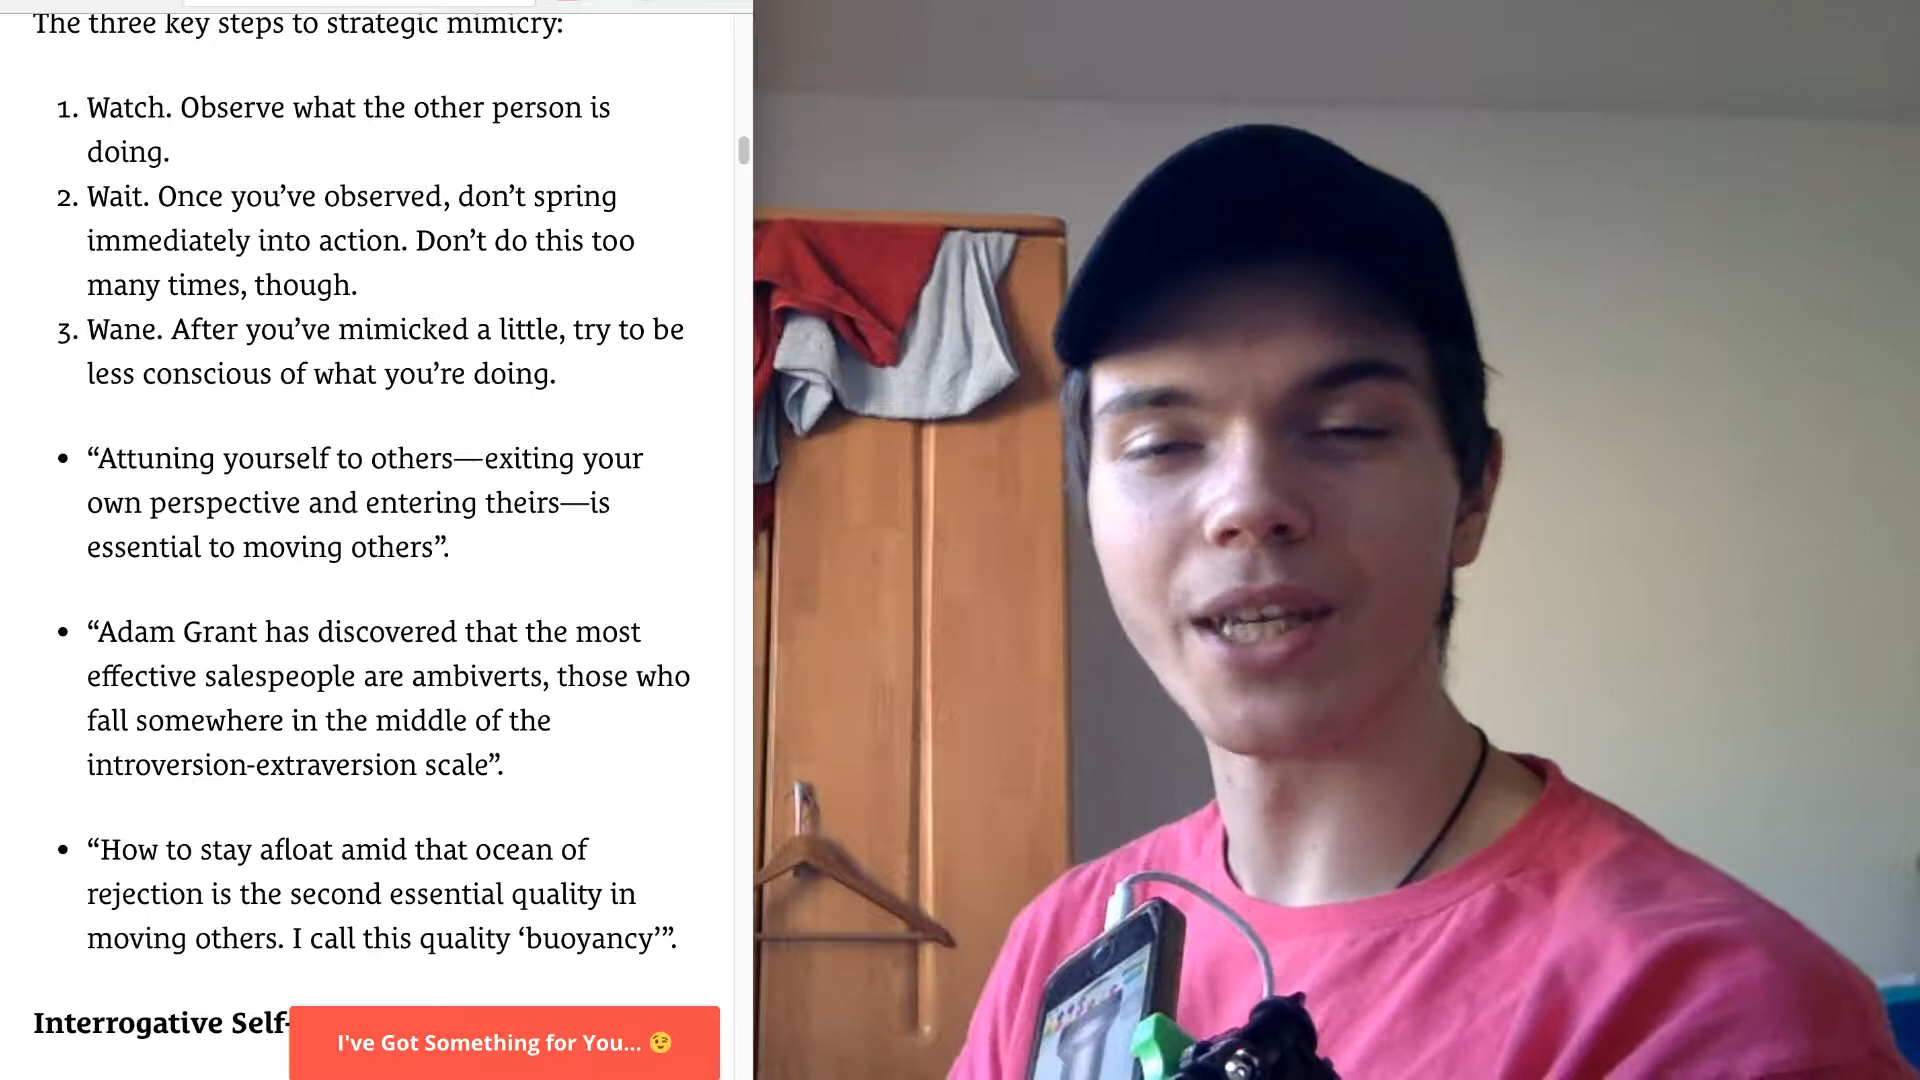 The three key steps to strategic mimicry:
1. Watch. Observe what the other person is
doing.
2. Wait. Once you’ve observed, don’t spring
immediately into action. Don’t do this too
many times, though.
3. Wane. After you’ve mimicked a little, try to be
less conscious of what you’re doing.
• “Attuning yourself to others—exiting your
own perspective and entering theirs—is
essential to moving others”.
• “Adam Grant has discovered that the most
effective salespeople are ambiverts, those who
fall somewhere in the middle of the
introversion-extraversion scale”.
• “How to stay afloat amid that ocean of
rejection is the second essential quality in
moving others. I call this quality ‘buoyancy’”.
Interrogative Self-
I've Got Something for You... 😉